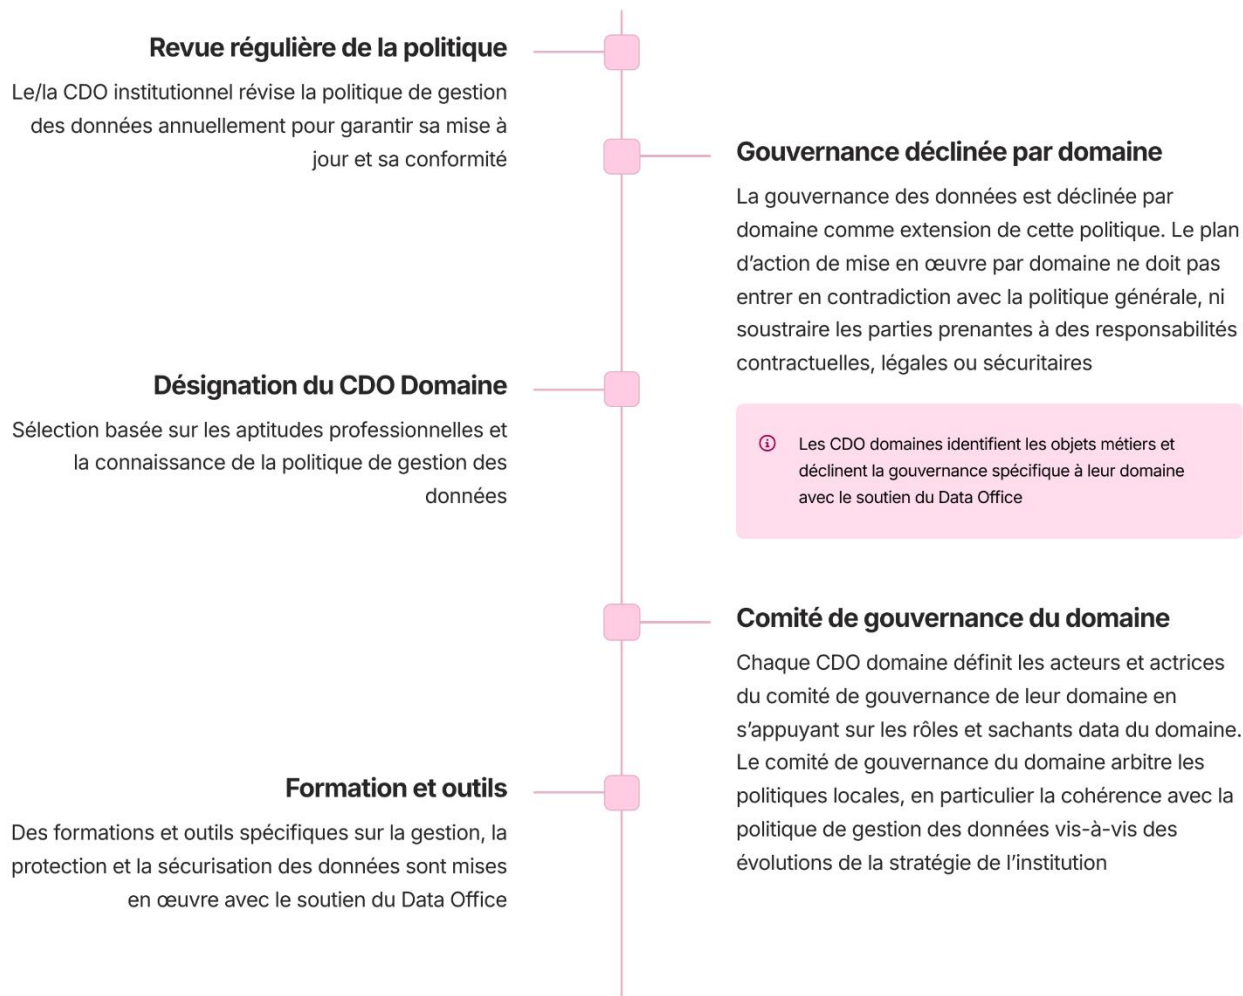 Revue régulière de la politique
Le/la CDO institutionnel révise la politique de gestion
des données annuellement pour garantir sa mise à
jour et sa conformité
Gouvernance déclinée par domaine
La gouvernance des données est déclinée par
domaine comme extension de cette politique. Le plan
d’action de mise en œuvre par domaine ne doit pas
entrer en contradiction avec la politique générale, ni
soustraire les parties prenantes à des responsabilités
contractuelles, légales ou sécuritaires
Les CDO domaines identifient les objets métiers et
déclinent la gouvernance spécifique à leur domaine
avec le soutien du Data Office
Désignation du CDO Domaine
Sélection basée sur les aptitudes professionnelles et
la connaissance de la politique de gestion des
données
Comité de gouvernance du domaine
Chaque CDO domaine définit les acteurs et actrices
du comité de gouvernance de leur domaine en
s’appuyant sur les rôles et sachants data du domaine.
Le comité de gouvernance du domaine arbitre les
politiques locales, en particulier la cohérence avec la
politique de gestion des données vis-à-vis des
évolutions de la stratégie de l’institution
Formation et outils
Des formations et outils spécifiques sur la gestion, la
protection et la sécurisation des données sont mises
en œuvre avec le soutien du Data Office